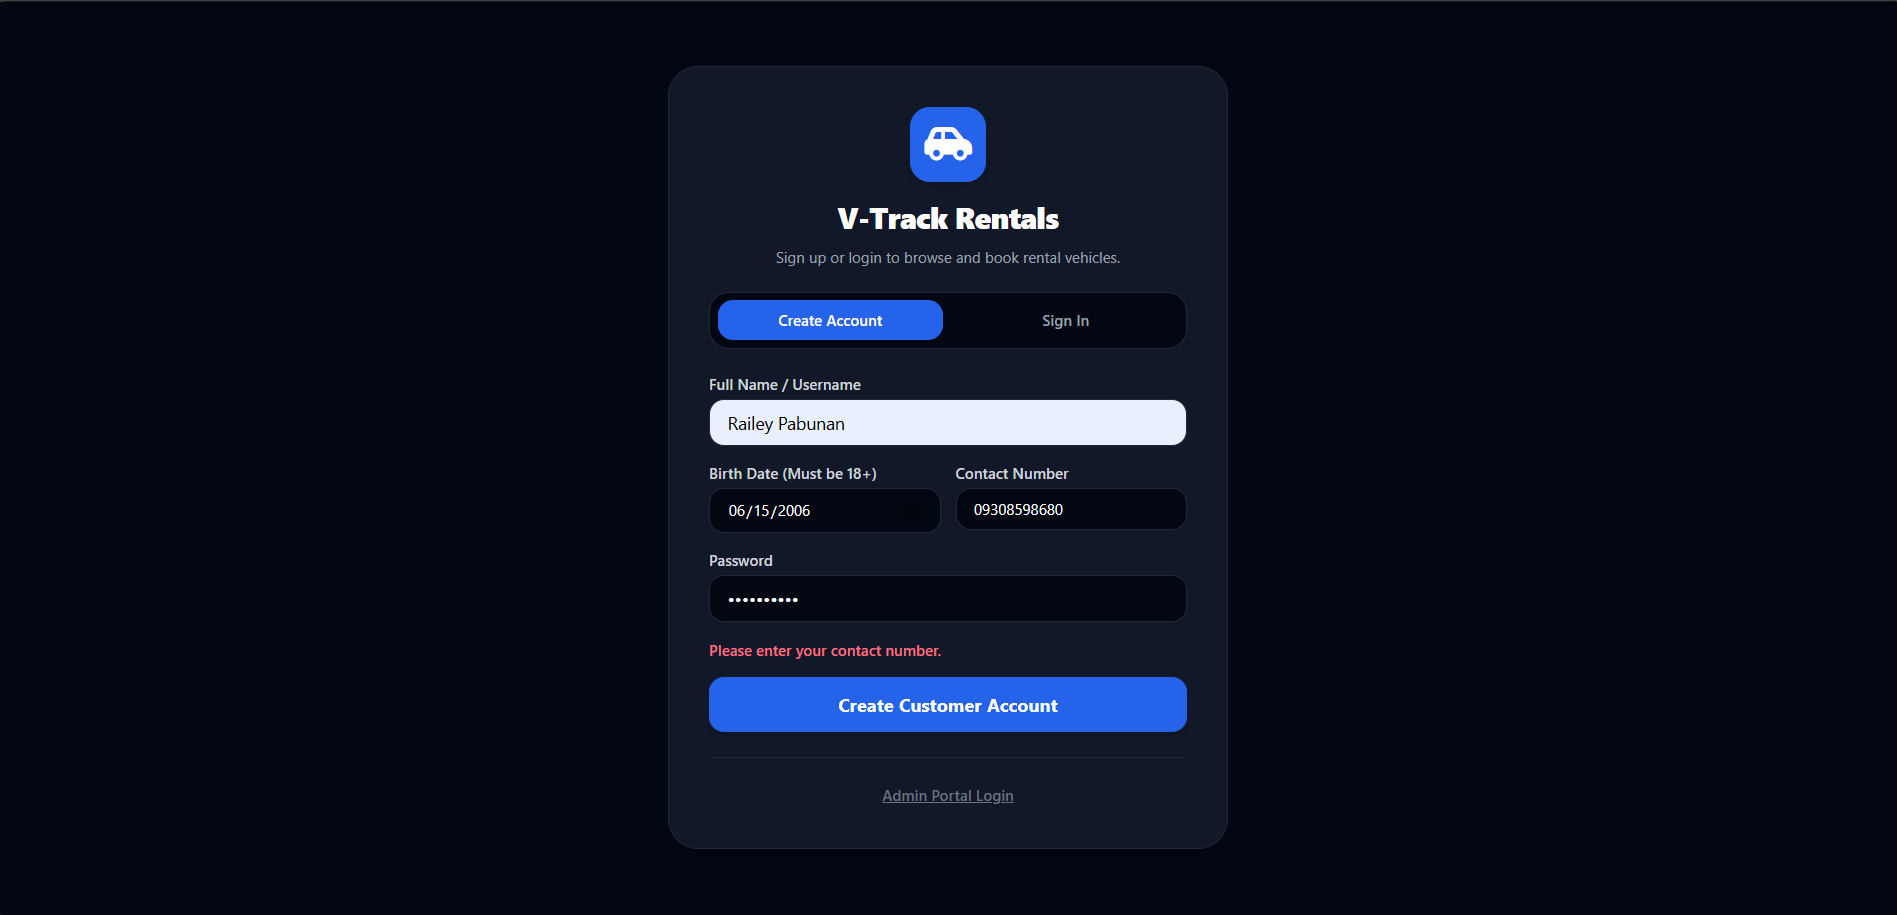 V-Track Rentals
Sign up or login to browse and book rental vehicles.
Create Account
Sign In
Full Name / Username
Railey Pabunan
Birth Date (Must be 18+)
Contact Number
06/15/2006
09308598680
Password
••••••••••
Please enter your contact number.
Create Customer Account
Admin Portal Login